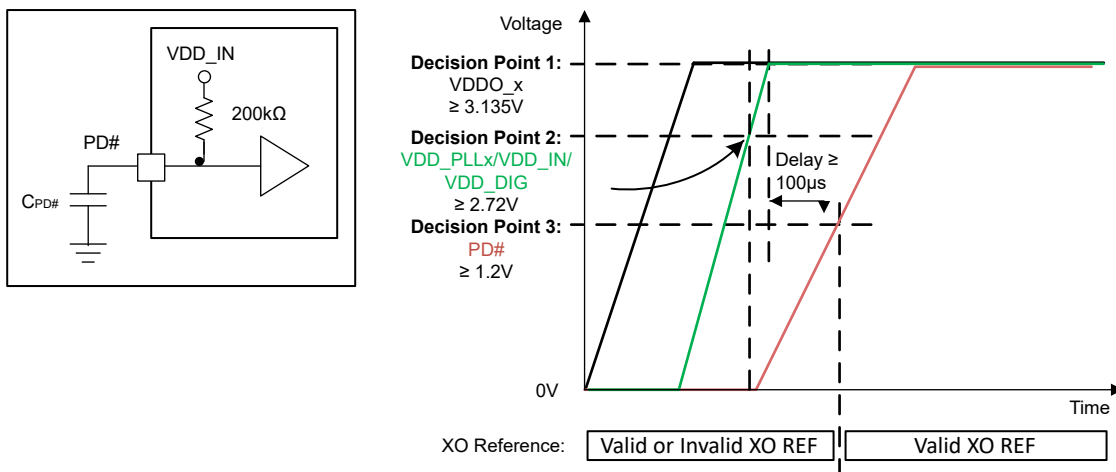 VDD_IN
200kΩ
PD#
CPD#
Voltage
Decision Point 1:
VDDO_x
≥ 3.135V
Decision Point 2:
VDD_PLLx/VDD_IN/
VDD_DIG
≥ 2.72V
Decision Point 3:
PD#
≥ 1.2V
Delay ≥
100µs
0V
Time
XO Reference:
Valid or Invalid XO REF
Valid XO REF